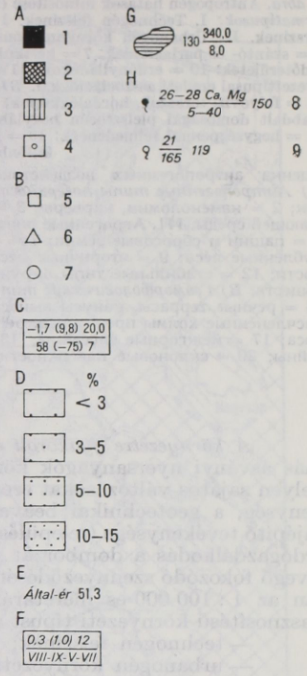 A
1
2
3
4
B
5
6
7
C
-1,7 (9,8) 20,0
58 (-75) 7
D
%
< 3
3-5
5-10
10-15
E
Által-ér 51,3
F
0.3 (1,0) 12
VIII-IX-V-VII
G
130 340,0
8,0
H
26-28 Ca. Mg 150 8
5-40
21 119 9
165